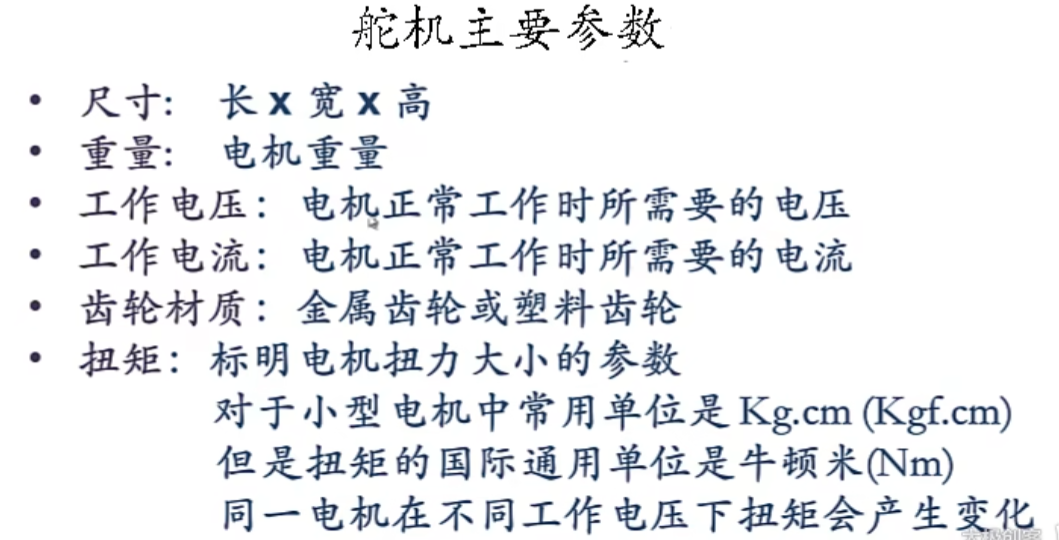 舵机主要参数
• 尺寸： 长 x 宽 x 高
• 重量： 电机重量
• 工作电压：电机正常工作时所需要的电压
• 工作电流：电机正常工作时所需要的电流
• 齿轮材质：金属齿轮或塑料齿轮
• 扭矩：标明电机扭力大小的参数
对于小型电机中常用单位是 Kg.cm (Kgf.cm)
但是扭矩的国际通用单位是牛顿米(Nm)
同一电机在不同工作电压下扭矩会产生变化